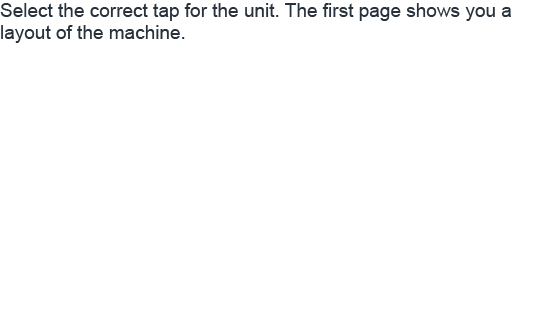 Select the correct tap for the unit. The first page shows you a
layout of the machine.